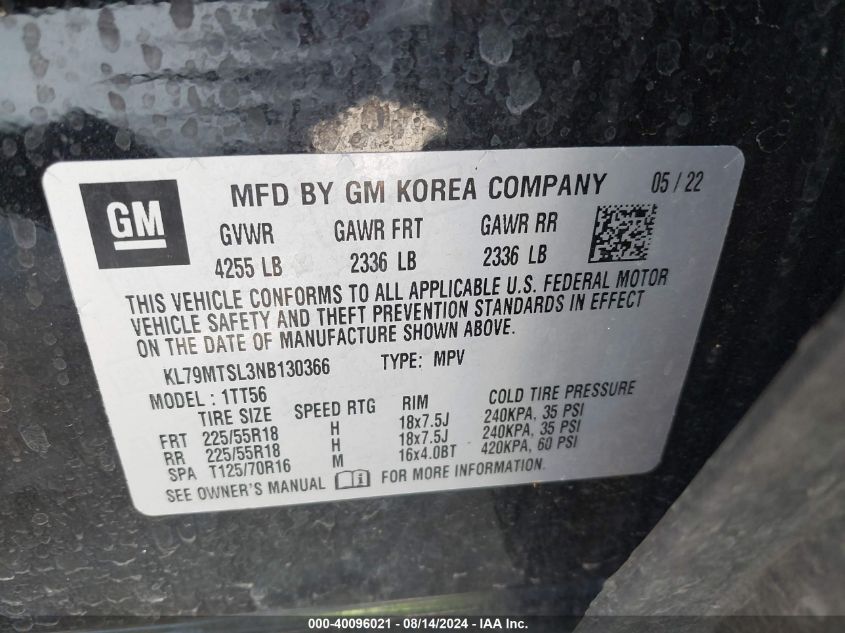 GM
MFD BY GM KOREA COMPANY 05 / 22
GVWR GAWR FRT GAWR RR
4255 LB 2336 LB 2336 LB
THIS VEHICLE CONFORMS TO ALL APPLICABLE U.S. FEDERAL MOTOR
VEHICLE SAFETY AND THEFT PREVENTION STANDARDS IN EFFECT
ON THE DATE OF MANUFACTURE SHOWN ABOVE.
KL79MTSL3NB130366 TYPE: MPV
MODEL : 1TT56
TIRE SIZE SPEED RTG RIM COLD TIRE PRESSURE
FRT 225/55R18 H 18x7.5J 240KPA, 35 PSI
RR 225/55R18 H 18x7.5J 240KPA, 35 PSI
SPA T125/70R16 M 16x4.0BT 420KPA, 60 PSI
SEE OWNER'S MANUAL FOR MORE INFORMATION.
000-40096021 - 08/14/2024 - IAA Inc.